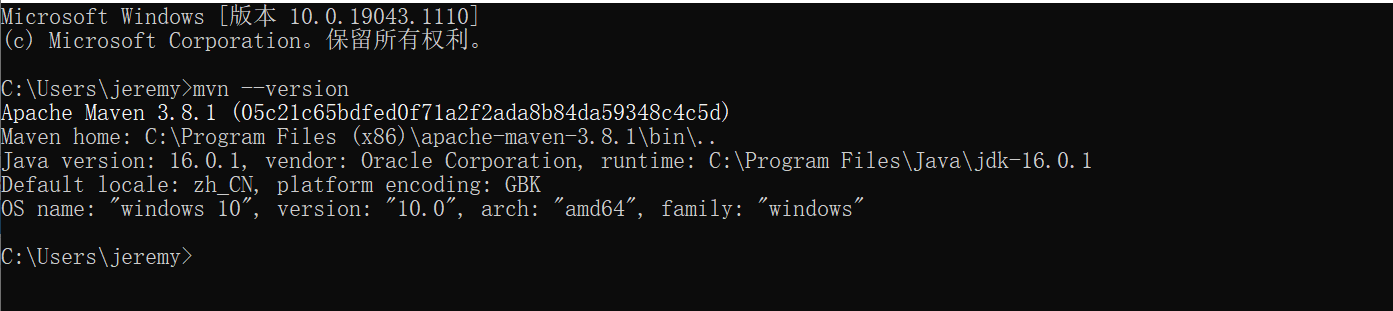 Microsoft Windows [版本 10.0.19043.1110]
(c) Microsoft Corporation。保留所有权利。
C:\Users\jeremy>mvn --version
Apache Maven 3.8.1 (05c21c65bdfed0f71a2f2ada8b84da59348c4c5d)
Maven home: C:\Program Files (x86)\apache-maven-3.8.1\bin\..
Java version: 16.0.1, vendor: Oracle Corporation, runtime: C:\Program Files\Java\jdk-16.0.1
Default locale: zh_CN, platform encoding: GBK
OS name: "windows 10", version: "10.0", arch: "amd64", family: "windows"
C:\Users\jeremy>